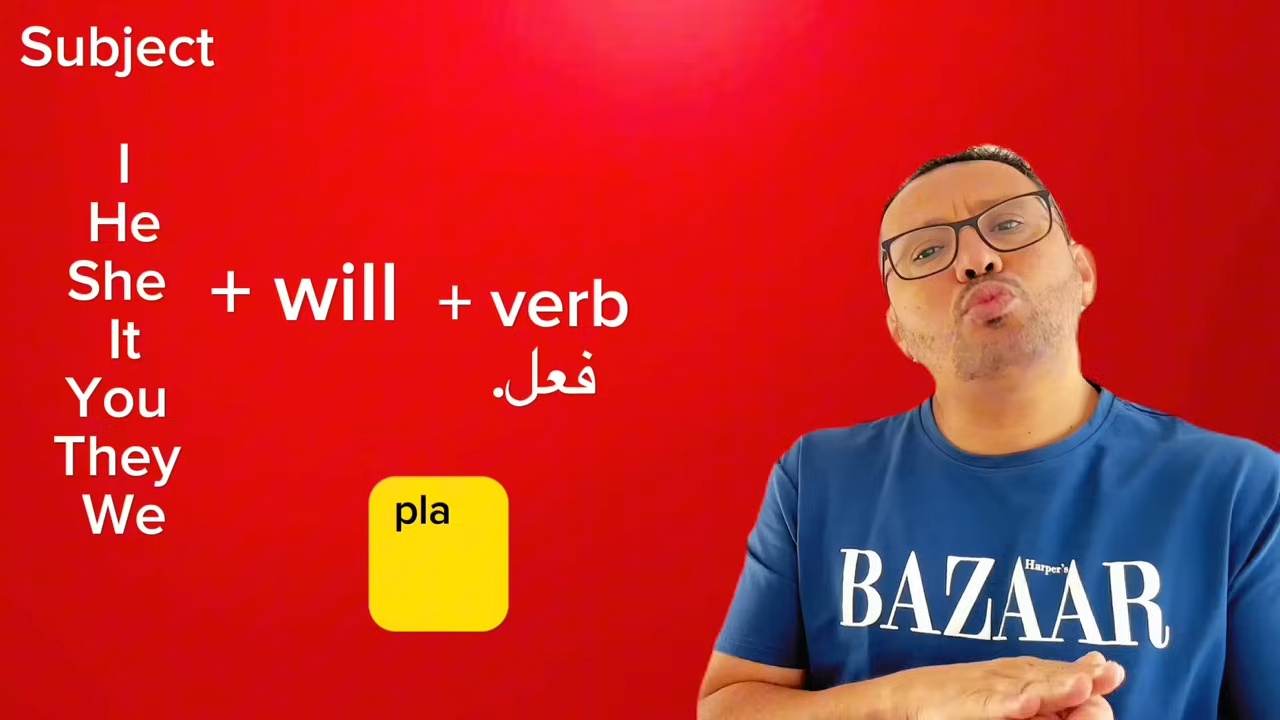 Subject
I
He
She
It
You
They
We
+ will + verb
فعل.
pla
Harper's
BAZAAR